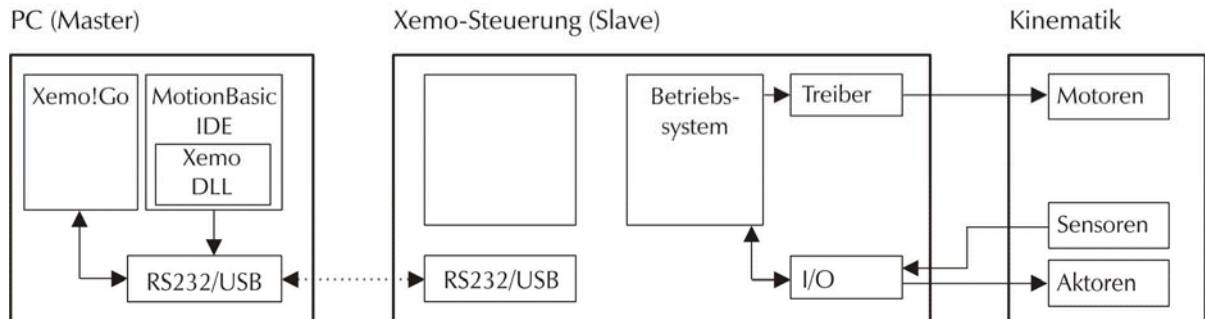 PC (Master)
Xemo-Steuerung (Slave)
Kinematik
Xemo!Go
MotionBasic
IDE
Xemo
DLL
RS232/USB
RS232/USB
Betriebs-
system
Treiber
I/O
Motoren
Sensoren
Aktoren